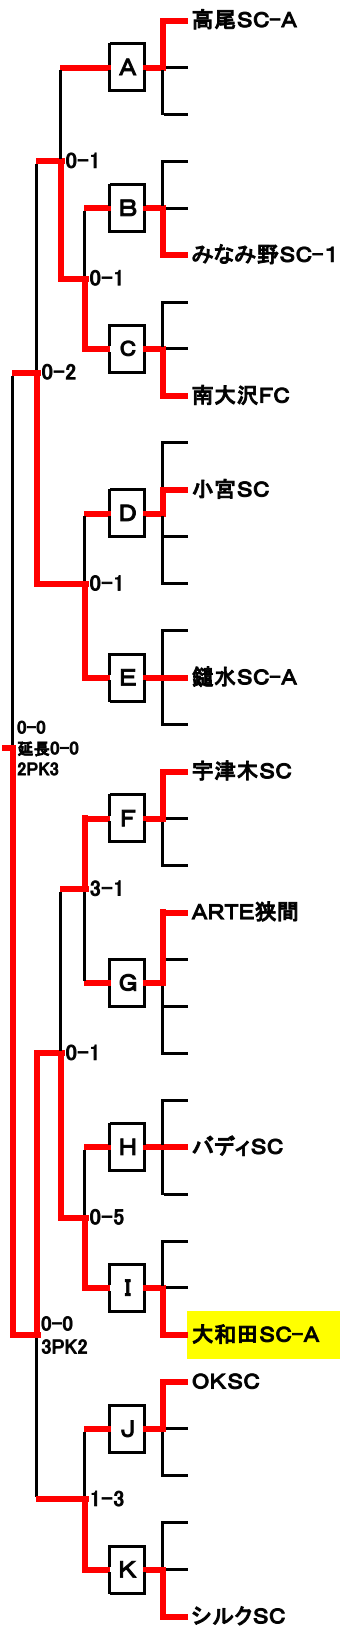 高尾SC-A
A
0-1
B
0-1
みなみ野SC-1
C
0-2
南大沢FC
小宮SC
D
0-1
E
鑓水SC-A
0-0
延長0-0
2PK3
宇津木SC
F
3-1
ARTE狭間
G
0-1
H
バディSC
0-5
I
0-0
大和田SC-A
3PK2
OKSC
J
1-3
K
シルクSC